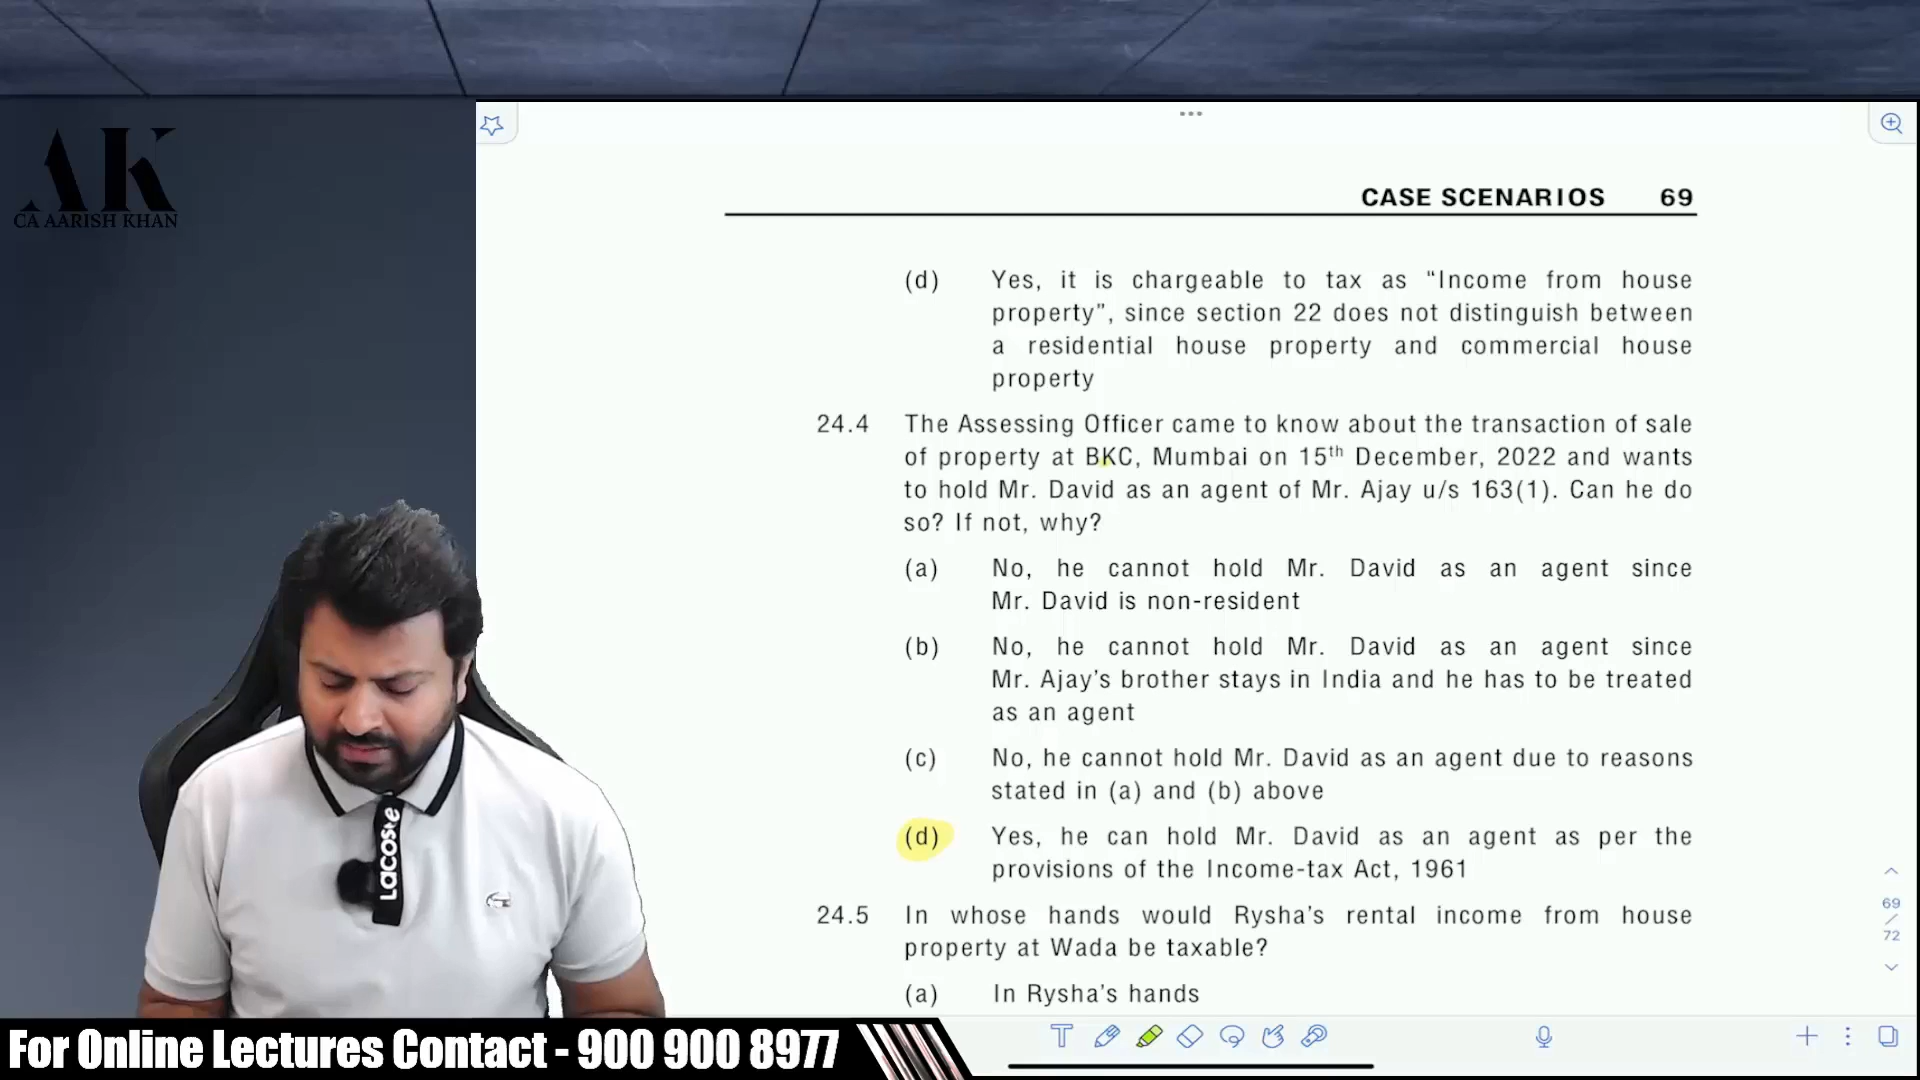 AK
CA AARISH KHAN
CASE SCENARIOS 69
(d) Yes, it is chargeable to tax as “Income from house
property”, since section 22 does not distinguish between
a residential house property and commercial house
property
24.4 The Assessing Officer came to know about the transaction of sale
of property at BKC, Mumbai on 15th December, 2022 and wants
to hold Mr. David as an agent of Mr. Ajay u/s 163(1). Can he do
so? If not, why?
(a) No, he cannot hold Mr. David as an agent since
Mr. David is non-resident
(b) No, he cannot hold Mr. David as an agent since
Mr. Ajay’s brother stays in India and he has to be treated
as an agent
(c) No, he cannot hold Mr. David as an agent due to reasons
stated in (a) and (b) above
(d) Yes, he can hold Mr. David as an agent as per the
provisions of the Income-tax Act, 1961
24.5 In whose hands would Rysha’s rental income from house
property at Wada be taxable?
(a) In Rysha’s hands
69
/
72
LACOSTE
For Online Lectures Contact - 900 900 8977
T